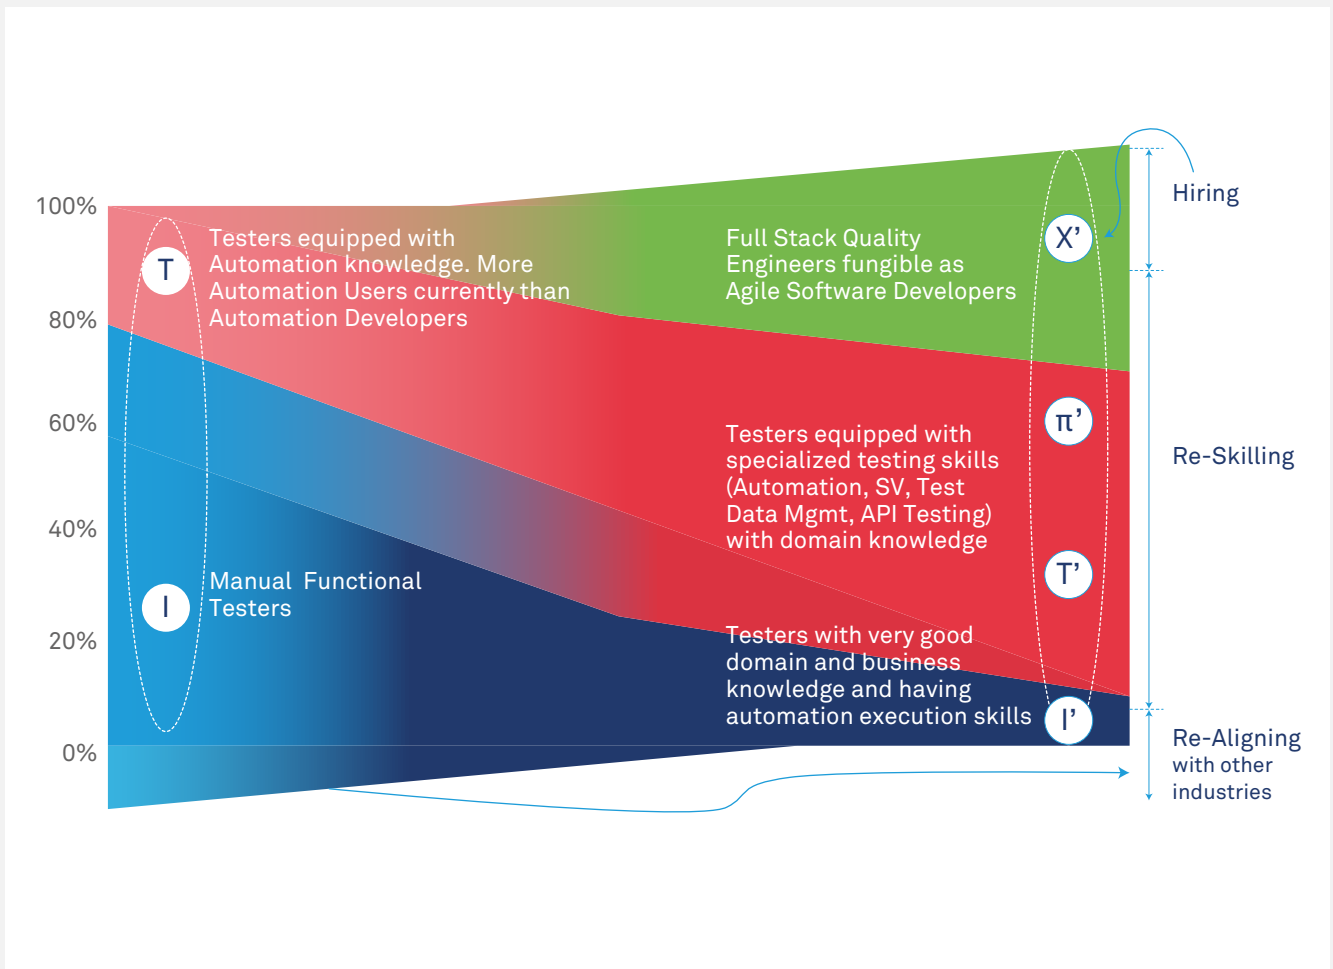 100%
80%
60%
40%
20%
0%
T
Testers equipped with
Automation knowledge. More
Automation Users currently than
Automation Developers
I
Manual Functional
Testers
Full Stack Quality
Engineers fungible as
Agile Software Developers
X’
Testers equipped with
specialized testing skills
(Automation, SV, Test
Data Mgmt, API Testing)
with domain knowledge
π’
T’
Testers with very good
domain and business
knowledge and having
automation execution skills
I’
Hiring
Re-Skilling
Re-Aligning
with other
industries